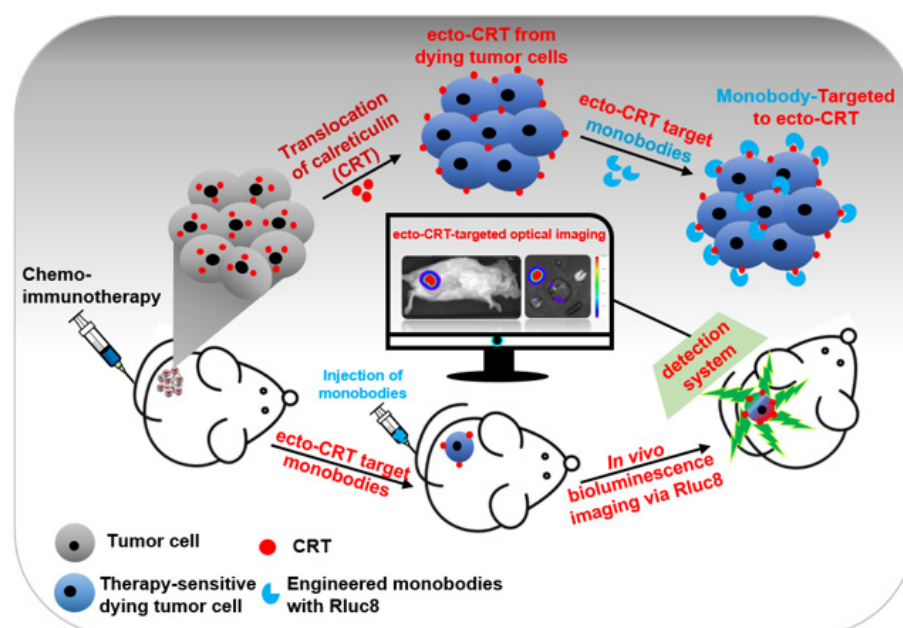 ecto-CRT from
dying tumor cells
Translocation
of calreticulin
(CRT)
ecto-CRT target
monobodies
Monobody-Targeted
to ecto-CRT
ecto-CRT-targeted optical imaging
Chemo-
immunotherapy
detection
system
Injection of
monobodies
ecto-CRT target
monobodies
In vivo
bioluminescence
imaging via Rluc8
Tumor cell
CRT
Therapy-sensitive
dying tumor cell
Engineered monobodies
with Rluc8